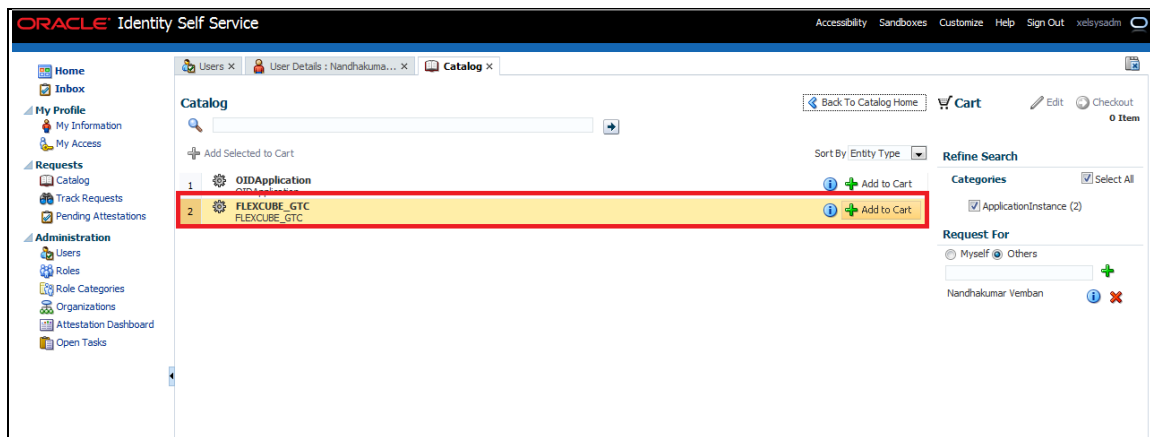 ORACLE Identity Self Service
Accessibility Sandboxes Customize Help Sign Out xelsysadm
Home
Inbox
My Profile
My Information
My Access
Requests
Catalog
Track Requests
Pending Attestations
Administration
Users
Roles
Role Categories
Organizations
Attestation Dashboard
Open Tasks
Users × User Details : Nandhakuma... × Catalog ×
Catalog
Back To Catalog Home
Add Selected to Cart
Sort By Entity Type
1 OIDApplication
OIDApplication
Add to Cart
2 FLEXCUBE_GTC
FLEXCUBE_GTC
Add to Cart
Cart Edit Checkout
0 Item
Refine Search
Categories Select All
ApplicationInstance (2)
Request For
Myself Others
Nandhakumar Vemban